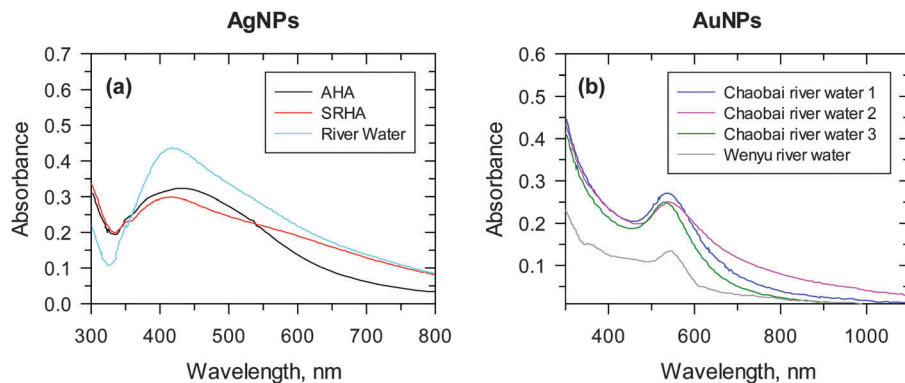 AgNPs
(a)
AHA
SRHA
River Water
Absorbance
0.7
0.6
0.5
0.4
0.3
0.2
0.1
0.0
300 400 500 600 700 800
Wavelength, nm
AuNPs
(b)
Chaobai river water 1
Chaobai river water 2
Chaobai river water 3
Wenyu river water
Absorbance
0.6
0.5
0.4
0.3
0.2
0.1
400 600 800 1000
Wavelength, nm